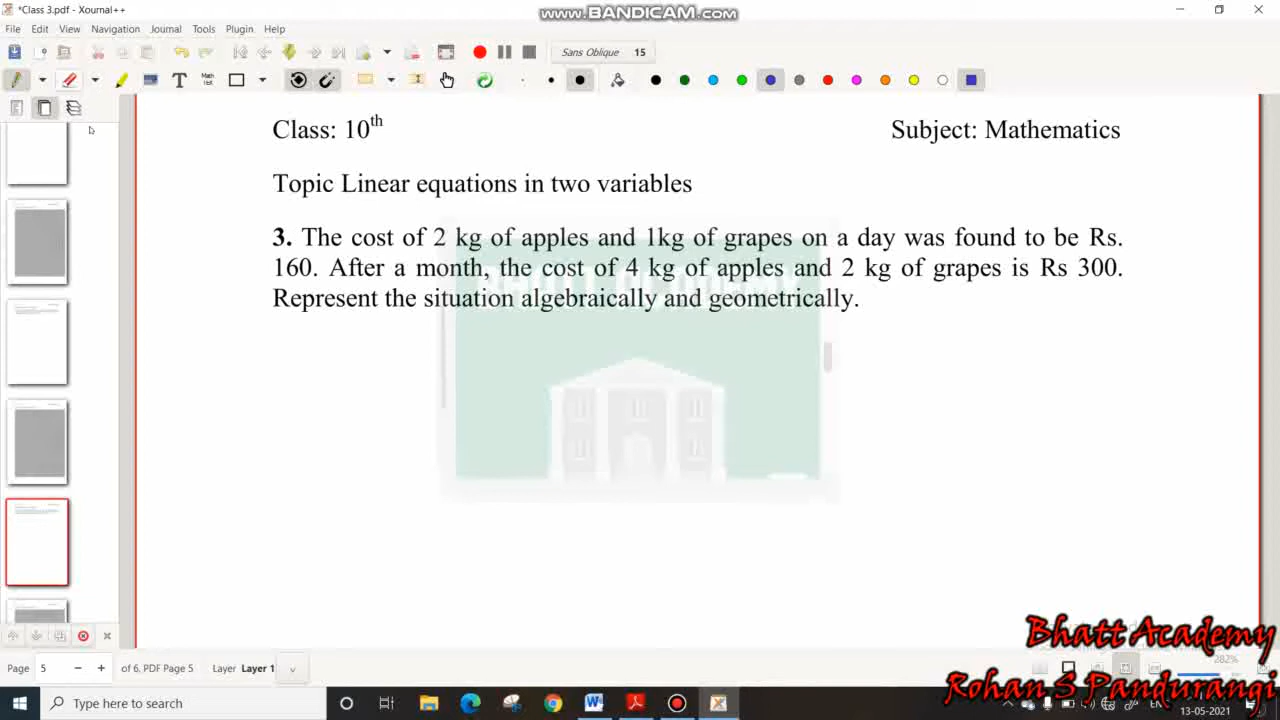 *Class 3.pdf - Xournal++
www.BANDICAM.com
File Edit View Navigation Journal Tools Plugin Help
Sans Oblique 15
Class: 10th
Subject: Mathematics
Topic Linear equations in two variables
3. The cost of 2 kg of apples and 1kg of grapes on a day was found to be Rs.
160. After a month, the cost of 4 kg of apples and 2 kg of grapes is Rs 300.
Represent the situation algebraically and geometrically.
Bhatt Academy
Page 5 of 6. PDF Page 5 Layer Layer 1
282%
Rohan S Pandurangi
Type here to search
ENG
13-05-2021